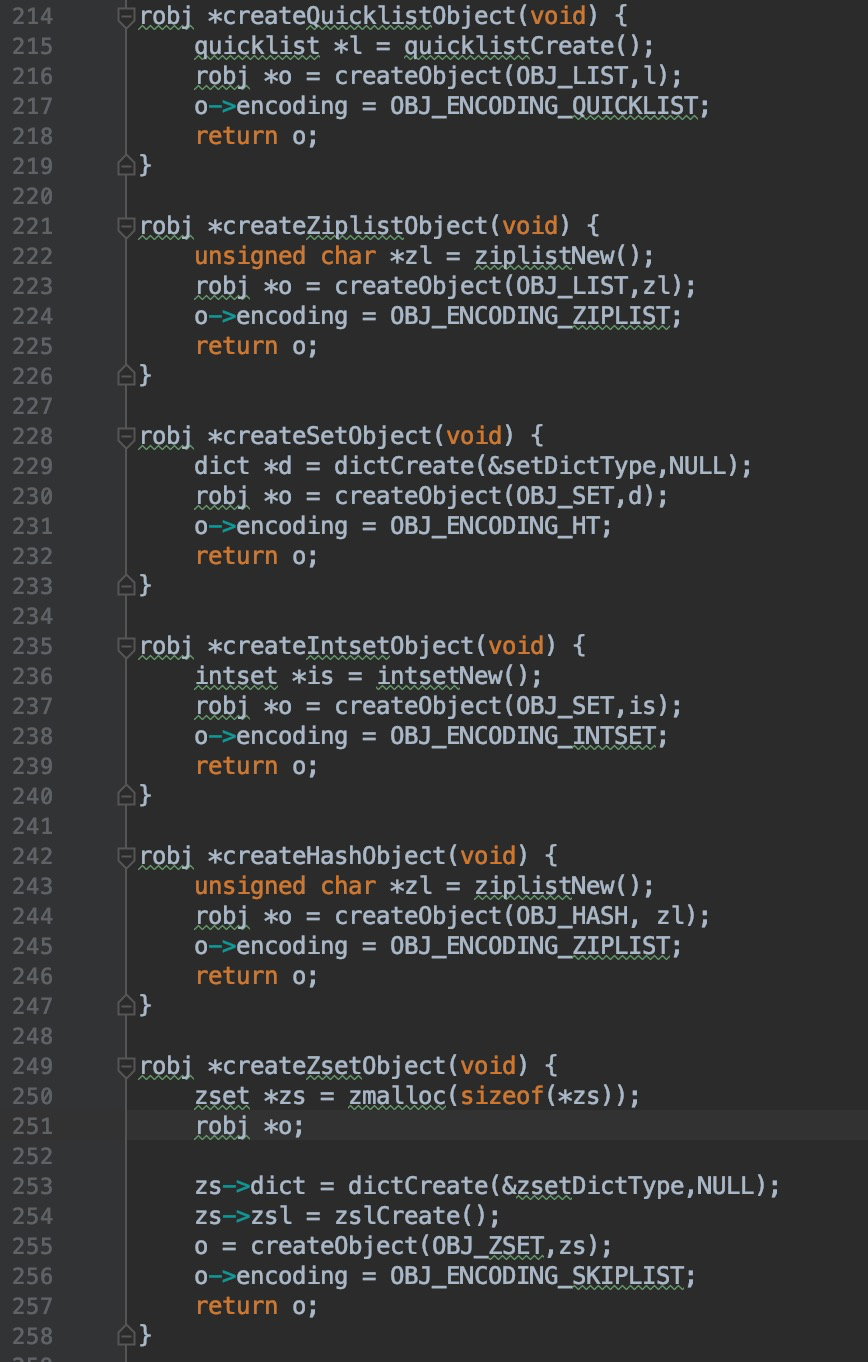 214 robj *createQuicklistObject(void) {
215     quicklist *l = quicklistCreate();
216     robj *o = createObject(OBJ_LIST,l);
217     o->encoding = OBJ_ENCODING_QUICKLIST;
218     return o;
219 }
220
221 robj *createZiplistObject(void) {
222     unsigned char *zl = ziplistNew();
223     robj *o = createObject(OBJ_LIST,zl);
224     o->encoding = OBJ_ENCODING_ZIPLIST;
225     return o;
226 }
227
228 robj *createSetObject(void) {
229     dict *d = dictCreate(&setDictType,NULL);
230     robj *o = createObject(OBJ_SET,d);
231     o->encoding = OBJ_ENCODING_HT;
232     return o;
233 }
234
235 robj *createIntsetObject(void) {
236     intset *is = intsetNew();
237     robj *o = createObject(OBJ_SET,is);
238     o->encoding = OBJ_ENCODING_INTSET;
239     return o;
240 }
241
242 robj *createHashObject(void) {
243     unsigned char *zl = ziplistNew();
244     robj *o = createObject(OBJ_HASH, zl);
245     o->encoding = OBJ_ENCODING_ZIPLIST;
246     return o;
247 }
248
249 robj *createZsetObject(void) {
250     zset *zs = zmalloc(sizeof(*zs));
251     robj *o;
252
253     zs->dict = dictCreate(&zsetDictType,NULL);
254     zs->zsl = zslCreate();
255     o = createObject(OBJ_ZSET,zs);
256     o->encoding = OBJ_ENCODING_SKIPLIST;
257     return o;
258 }